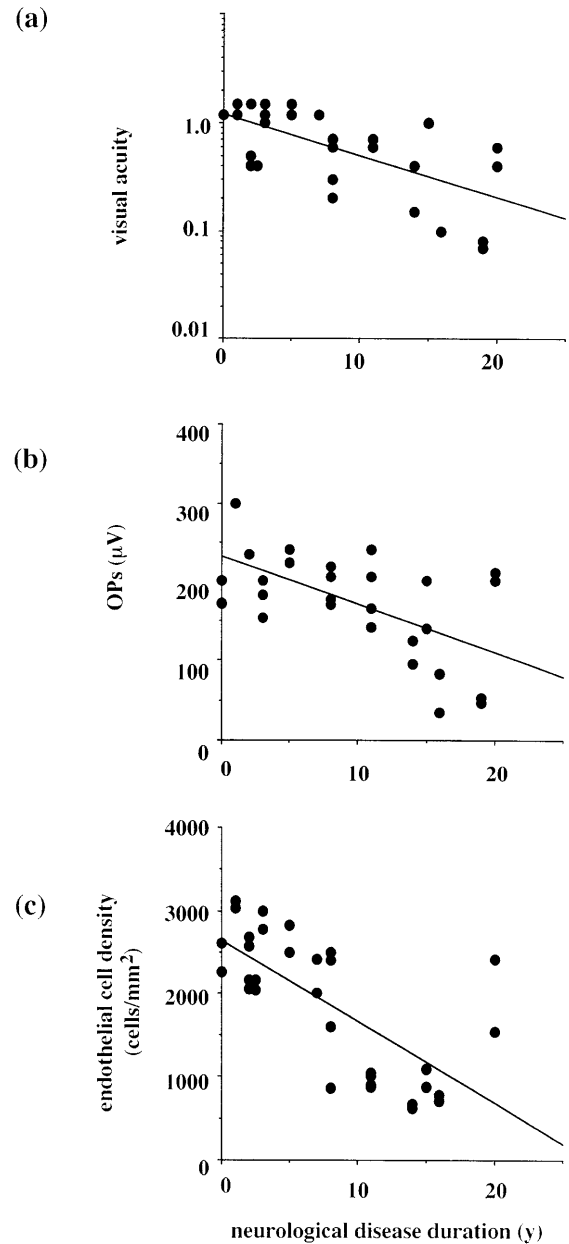 (a)
visual acuity
1.0
0.1
0.01
0 10 20
(b)
OPs (µV)
400
300
200
100
0
0 10 20
(c)
endothelial cell density
(cells/mm²)
4000
3000
2000
1000
0
0 10 20
neurological disease duration (y)